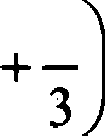 + — 3 )